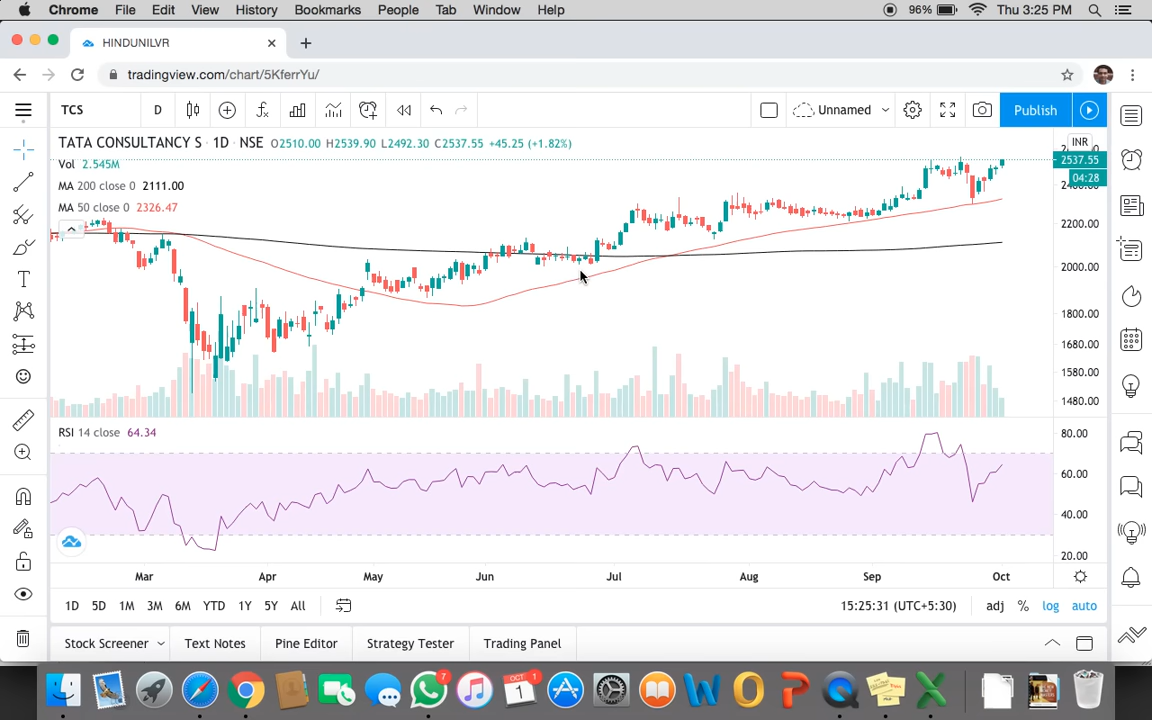 Chrome File Edit View History Bookmarks People Tab Window Help 96% Thu 3:25 PM
HINDUNILVR
tradingview.com/chart/5KferrYu/
TCS D Unnamed Publish
TATA CONSULTANCY S · 1D · NSE O2510.00 H2539.90 L2492.30 C2537.55 +45.25 (+1.82%)
INR
Vol 2.545M
2537.55
04:28
MA 200 close 0 2111.00
MA 50 close 0 2326.47
2200.00
2000.00
1800.00
1680.00
1580.00
1480.00
RSI 14 close 64.34
80.00
60.00
40.00
20.00
Mar Apr May Jun Jul Aug Sep Oct
1D 5D 1M 3M 6M YTD 1Y 5Y All 15:25:31 (UTC+5:30) adj % log auto
Stock Screener Text Notes Pine Editor Strategy Tester Trading Panel
7
OCT
1
1